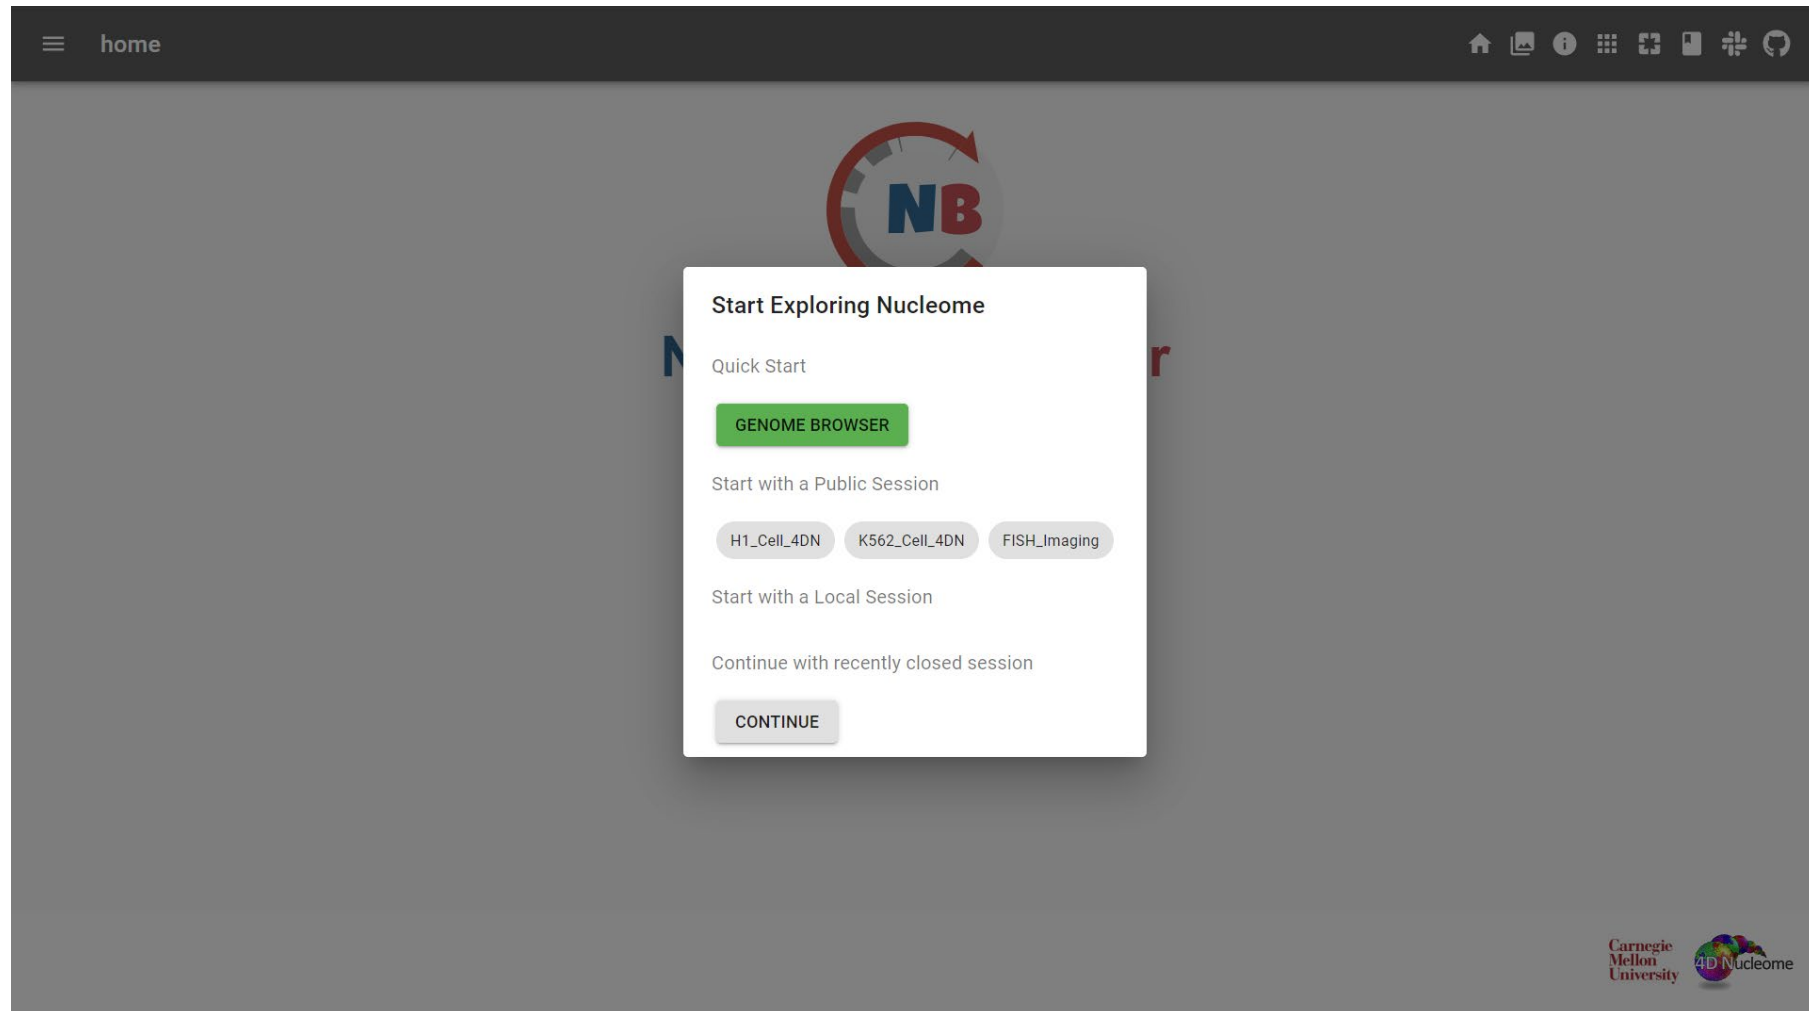 home
NB
N
r
Start Exploring Nucleome
Quick Start
GENOME BROWSER
Start with a Public Session
H1_Cell_4DN K562_Cell_4DN FISH_Imaging
Start with a Local Session
Continue with recently closed session
CONTINUE
Carnegie
Mellon
University
4D Nucleome